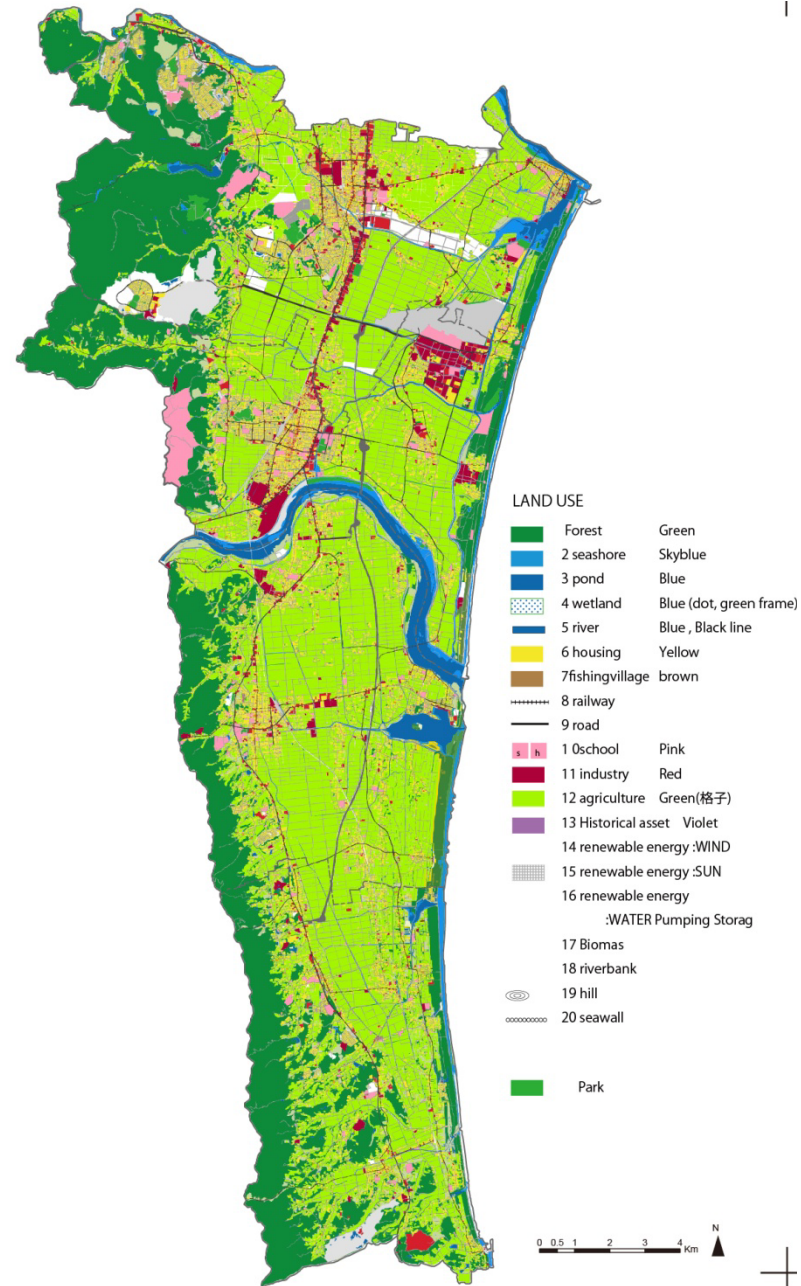 LAND USE
Forest Green
2 seashore Skyblue
3 pond Blue
4 wetland Blue (dot, green frame)
5 river Blue , Black line
6 housing Yellow
7fishingvillage brown
8 railway
9 road
s h 1 0school Pink
11 industry Red
12 agriculture Green(格子)
13 Historical asset Violet
14 renewable energy :WIND
15 renewable energy :SUN
16 renewable energy
:WATER Pumping Storag
17 Biomas
18 riverbank
19 hill
20 seawall
Park
0 0.5 1 2 3 4 Km
N